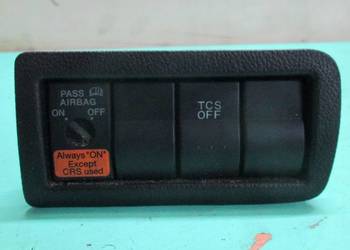 PASS
AIRBAG
ON OFF
Always "ON"
Except
CRS used
TCS
OFF